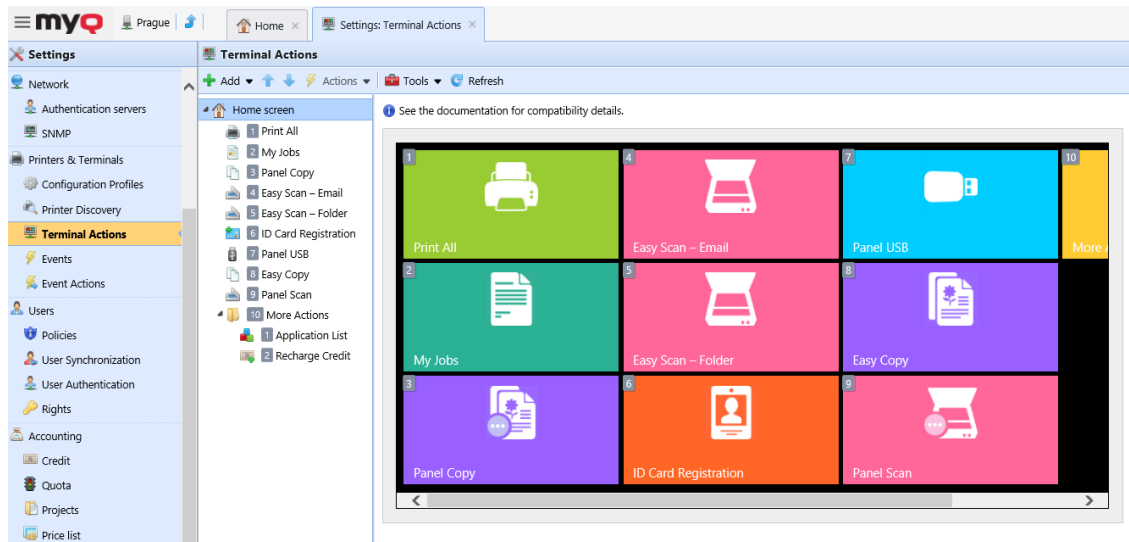 myQ Prague Home Settings: Terminal Actions
Settings
Network
Authentication servers
SNMP
Printers & Terminals
Configuration Profiles
Printer Discovery
Terminal Actions
Events
Event Actions
Users
Policies
User Synchronization
User Authentication
Rights
Accounting
Credit
Quota
Projects
Price list
Terminal Actions
Add Actions Tools Refresh
Home screen
1 Print All
2 My Jobs
3 Panel Copy
4 Easy Scan – Email
5 Easy Scan – Folder
6 ID Card Registration
7 Panel USB
8 Easy Copy
9 Panel Scan
10 More Actions
1 Application List
2 Recharge Credit
See the documentation for compatibility details.
1 4 7 10
Print All Easy Scan – Email Panel USB More A
2 5 8
My Jobs Easy Scan – Folder Easy Copy
3 6 9
Panel Copy ID Card Registration Panel Scan